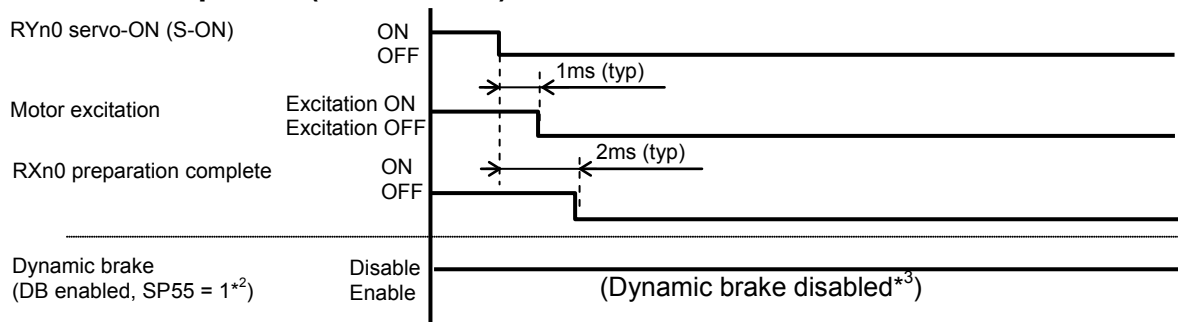 RYn0 servo-ON (S-ON) ON
OFF
1ms (typ)
Motor excitation Excitation ON
Excitation OFF
2ms (typ)
RXn0 preparation complete ON
OFF
Dynamic brake Disable
(DB enabled, SP55 = 1*2) Enable (Dynamic brake disabled*3)